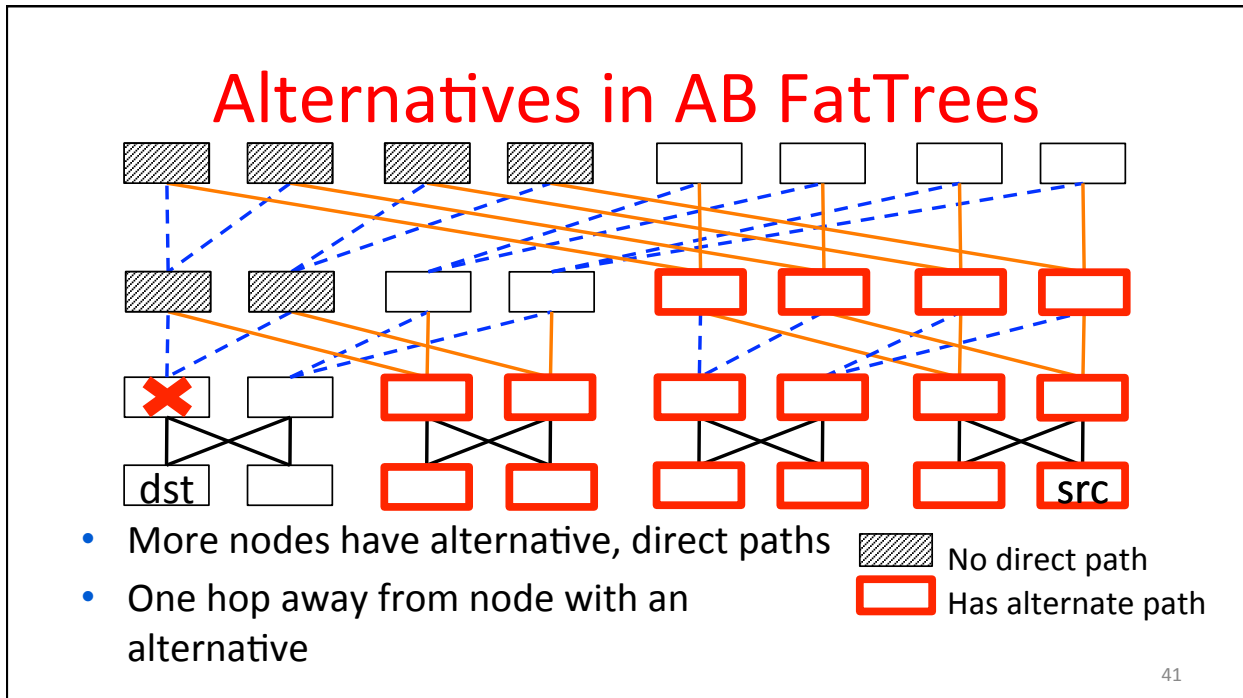 Alternatives in AB FatTrees
dst
src
• More nodes have alternative, direct paths
• One hop away from node with an
alternative
No direct path
Has alternate path
41